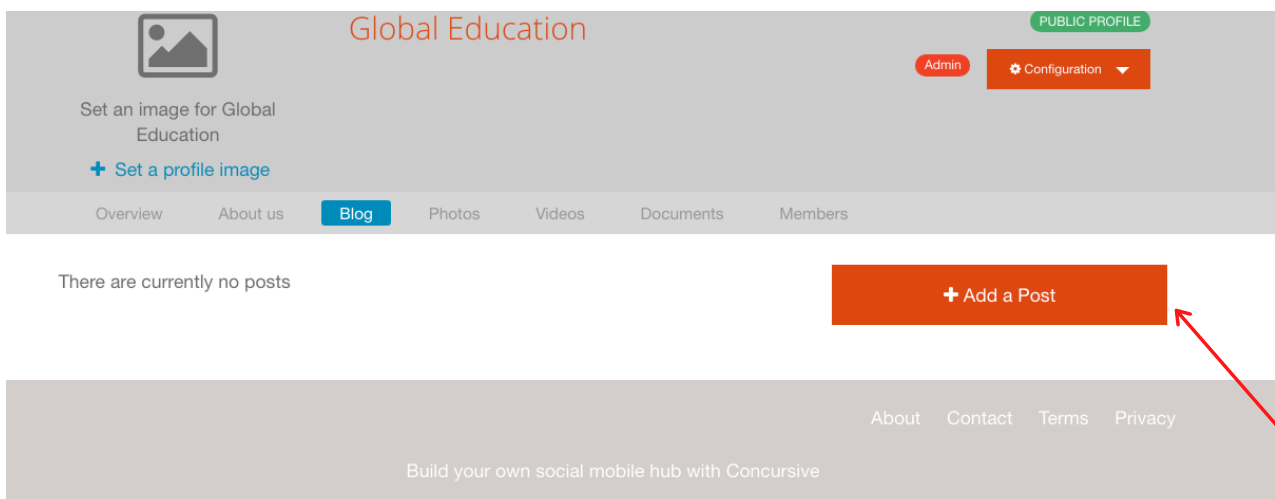 Global Education
PUBLIC PROFILE
Admin
Configuration
Set an image for Global
Education
+ Set a profile image
Overview About us Blog Photos Videos Documents Members
There are currently no posts
+ Add a Post
About Contact Terms Privacy
Build your own social mobile hub with Concursive